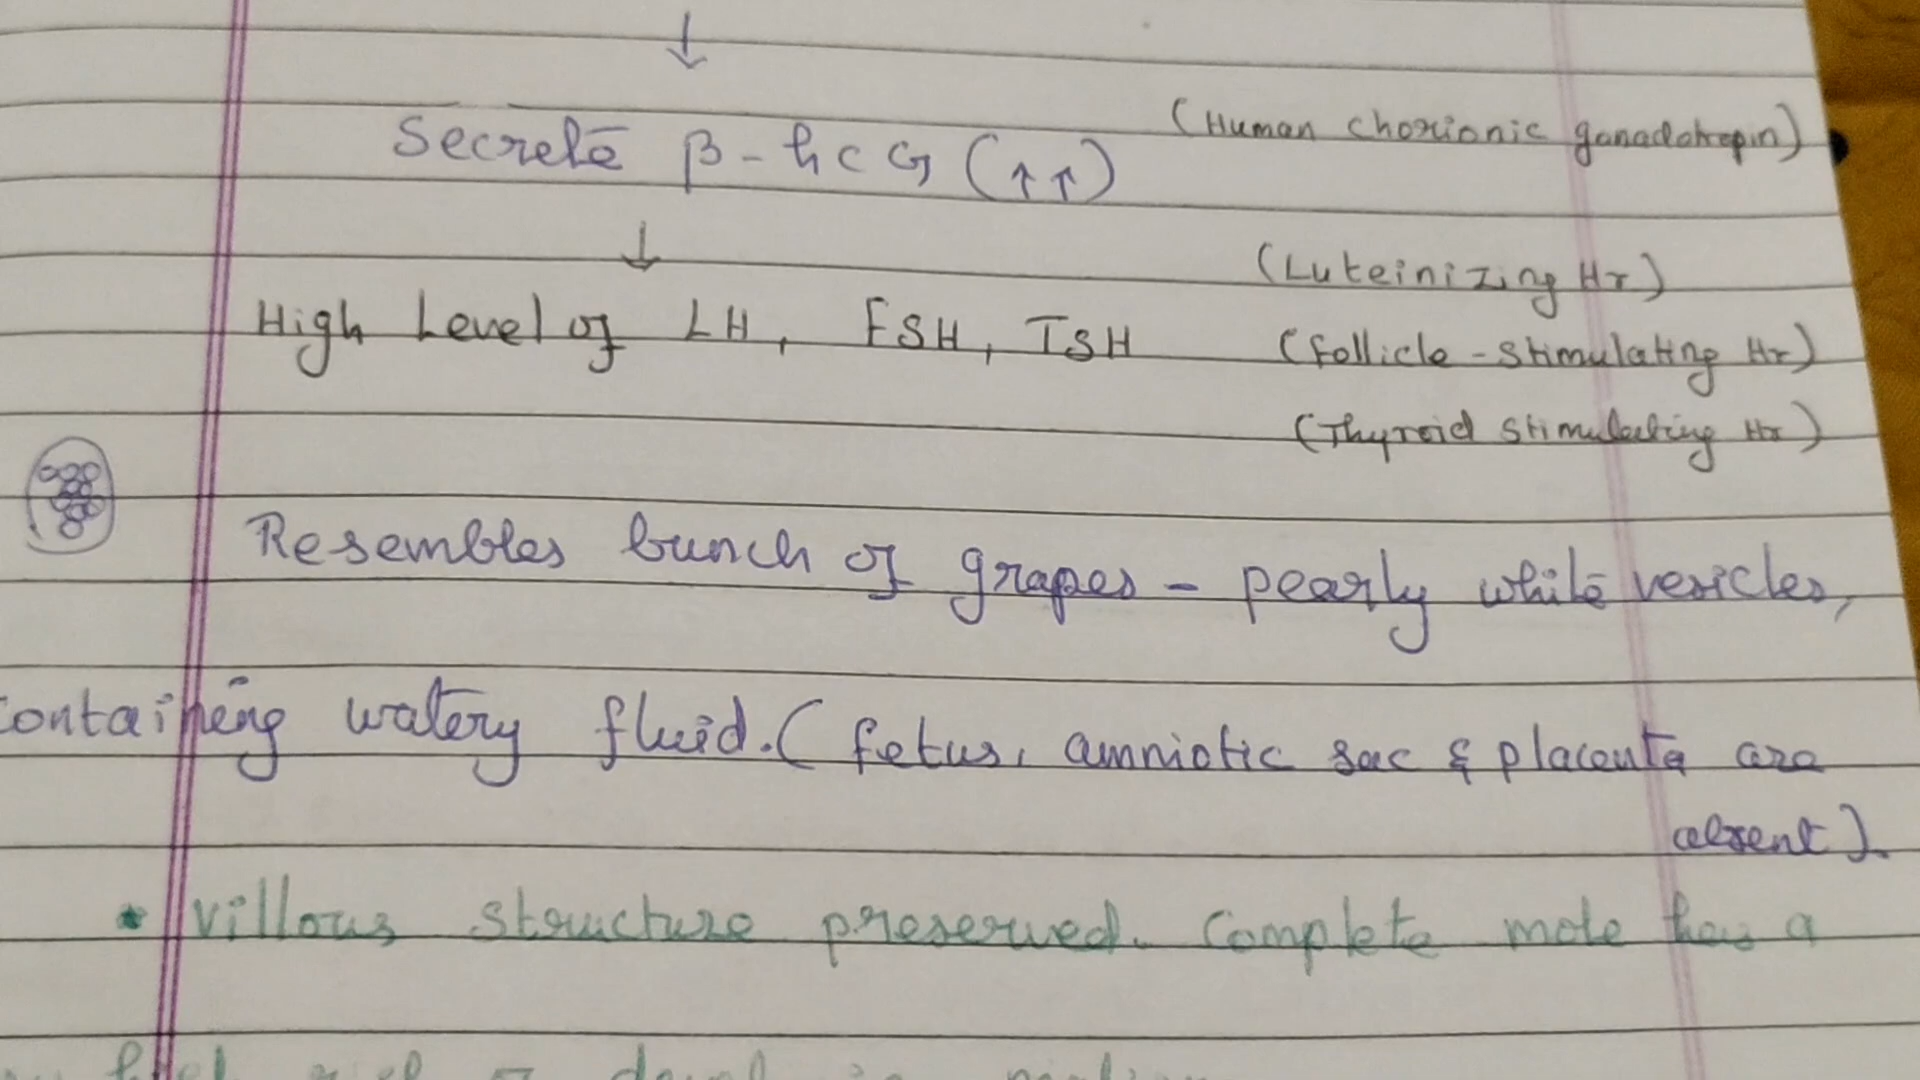 ↓
Secrete β-hCG (↑↑) (Human chorionic gonadotropin)
↓
(Luteinizing Hr)
High Level of LH, FSH, TSH (Follicle-stimulating Hr)
(Thyroid stimulating Hr)
Resembles bunch of grapes - pearly white vesicles,
containing watery fluid. (fetus, amniotic sac & placenta are
absent).
* Villous structure preserved. Complete mole has a